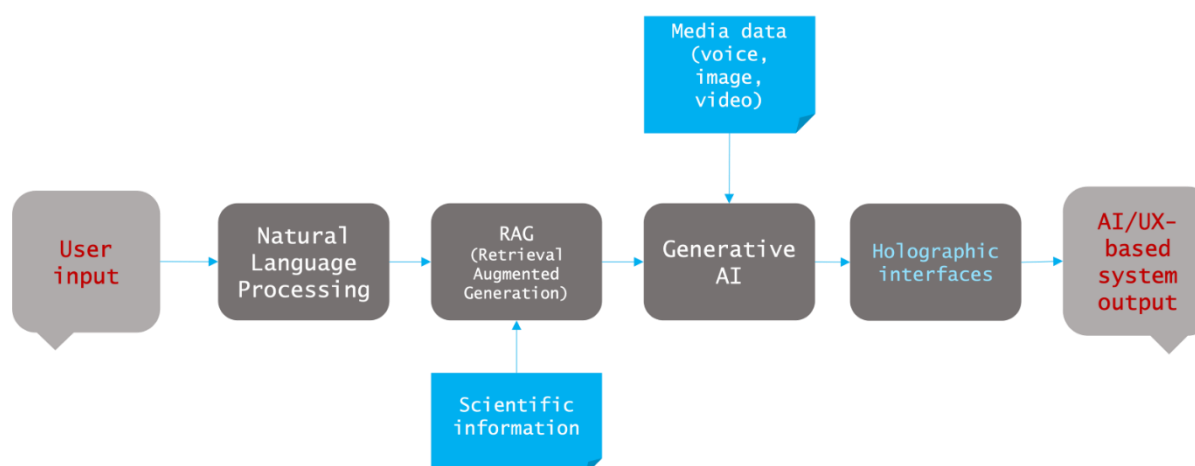 Media data
(voice,
image,
video)
User
input
Natural
Language
Processing
RAG
(Retrieval
Augmented
Generation)
Generative
AI
Holographic
interfaces
AI/UX-
based
system
output
Scientific
information